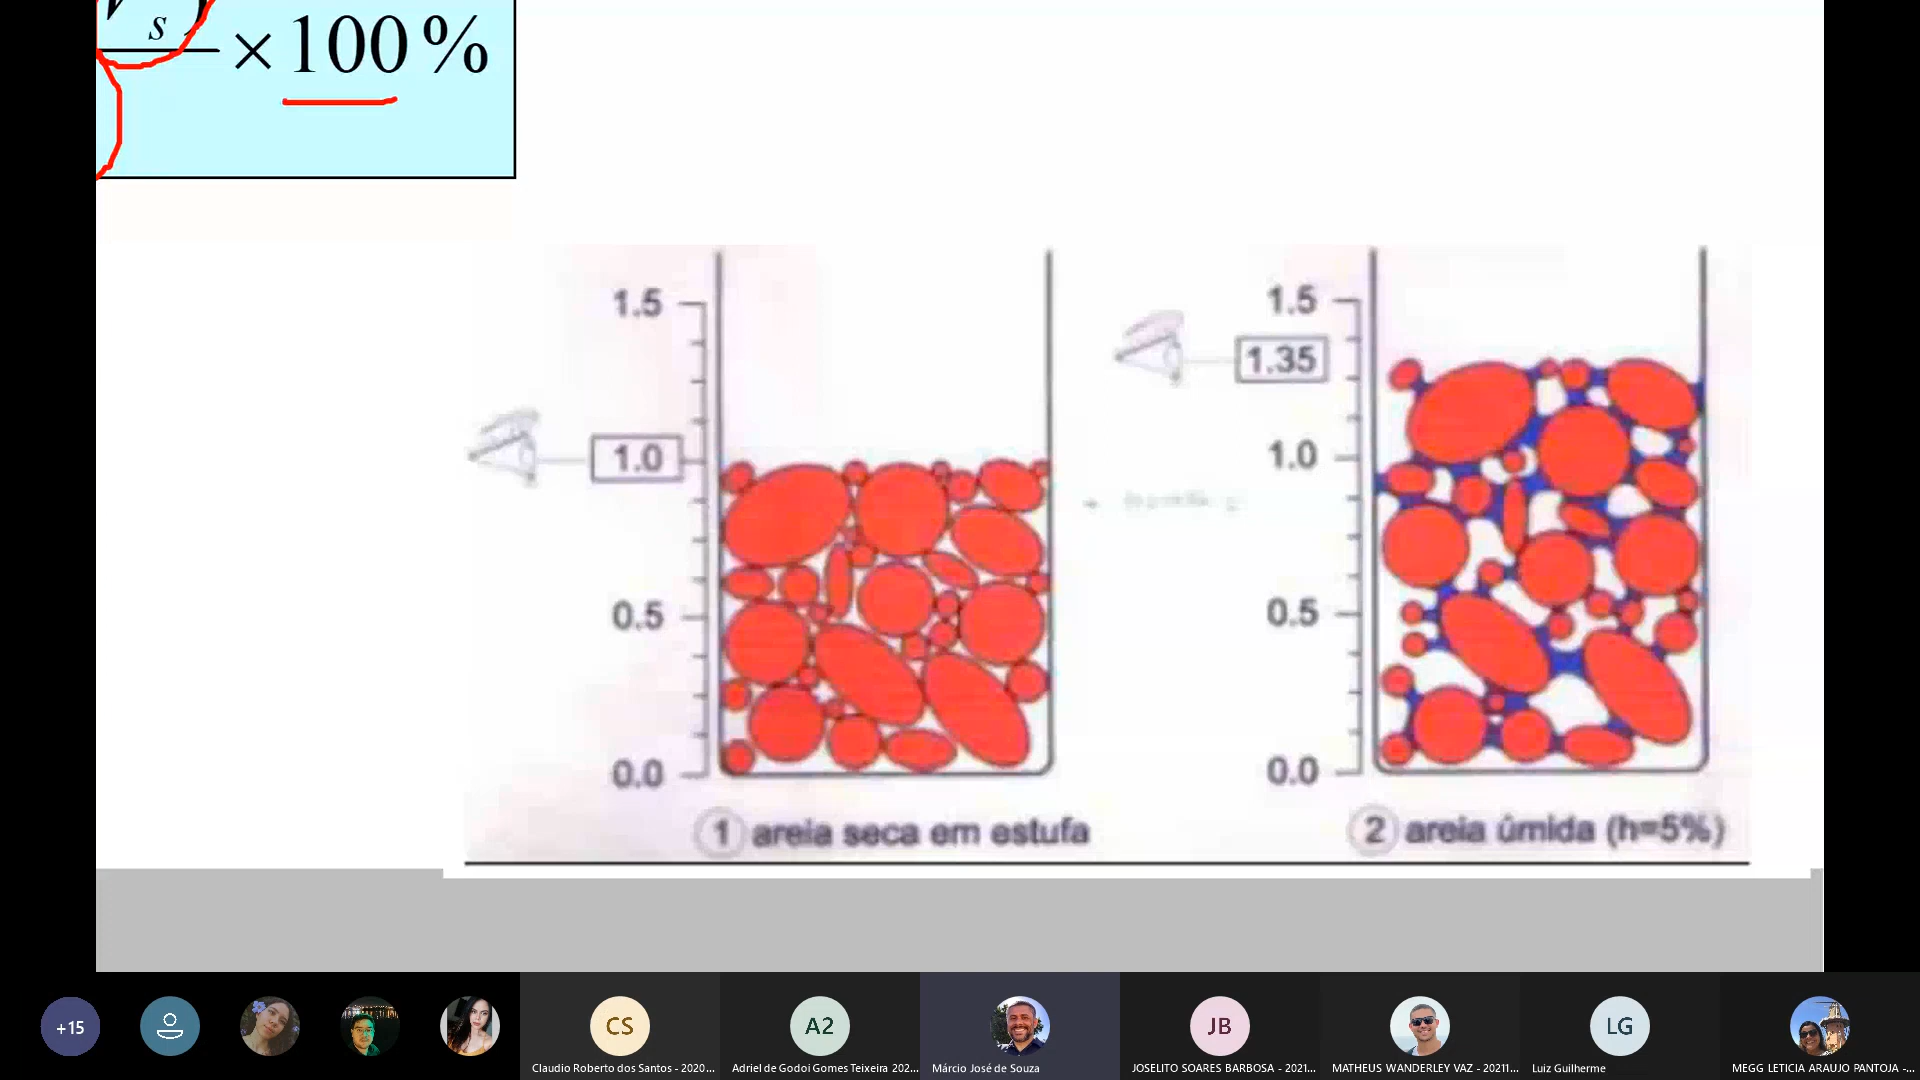 s
× 100 %
1.5
1.0
1.0
0.5
0.0
1 areia seca em estufa
1.5
1.35
1.0
0.5
0.0
2 areia úmida (h=5%)
+15
CS
Claudio Roberto dos Santos - 2020...
A2
Adriel de Godoi Gomes Teixeira 202...
Márcio José de Souza
JB
JOSELITO SOARES BARBOSA - 2021...
MATHEUS WANDERLEY VAZ - 20211...
LG
Luiz Guilherme
MEGG LETICIA ARAUJO PANTOJA -...